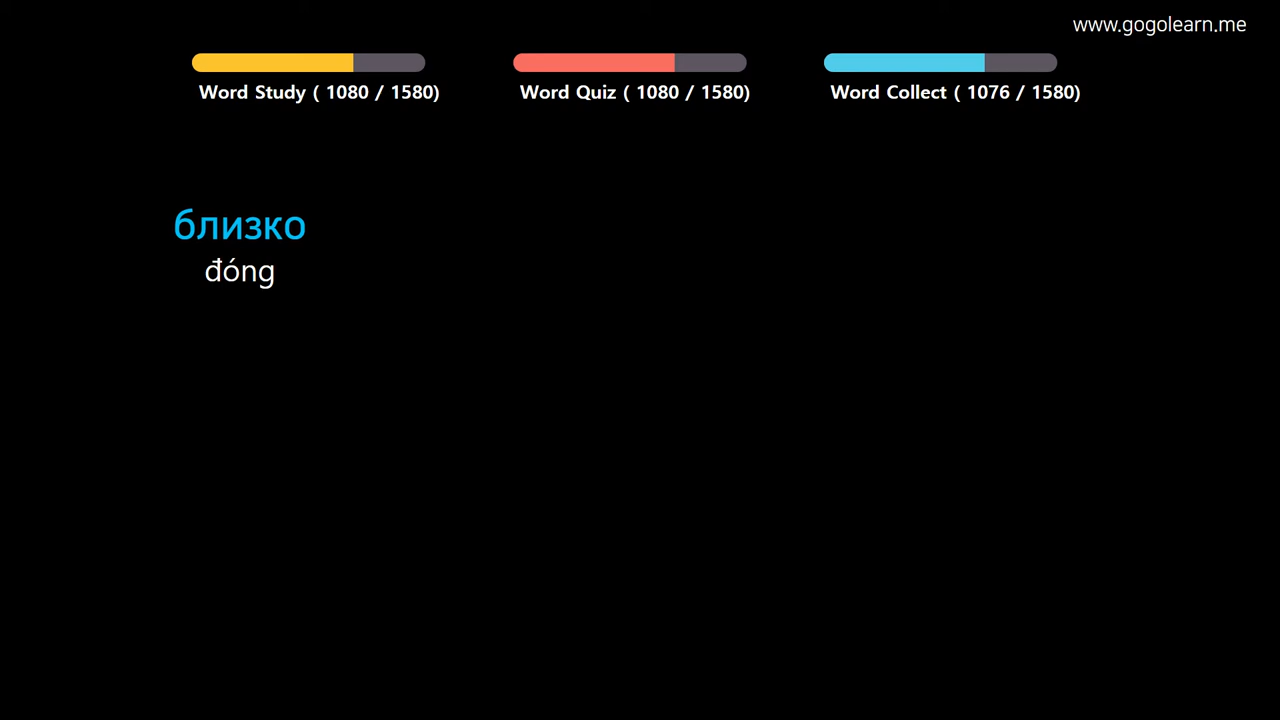 www.gogolearn.me
Word Study ( 1080 / 1580)
Word Quiz ( 1080 / 1580)
Word Collect ( 1076 / 1580)
близко
đóng